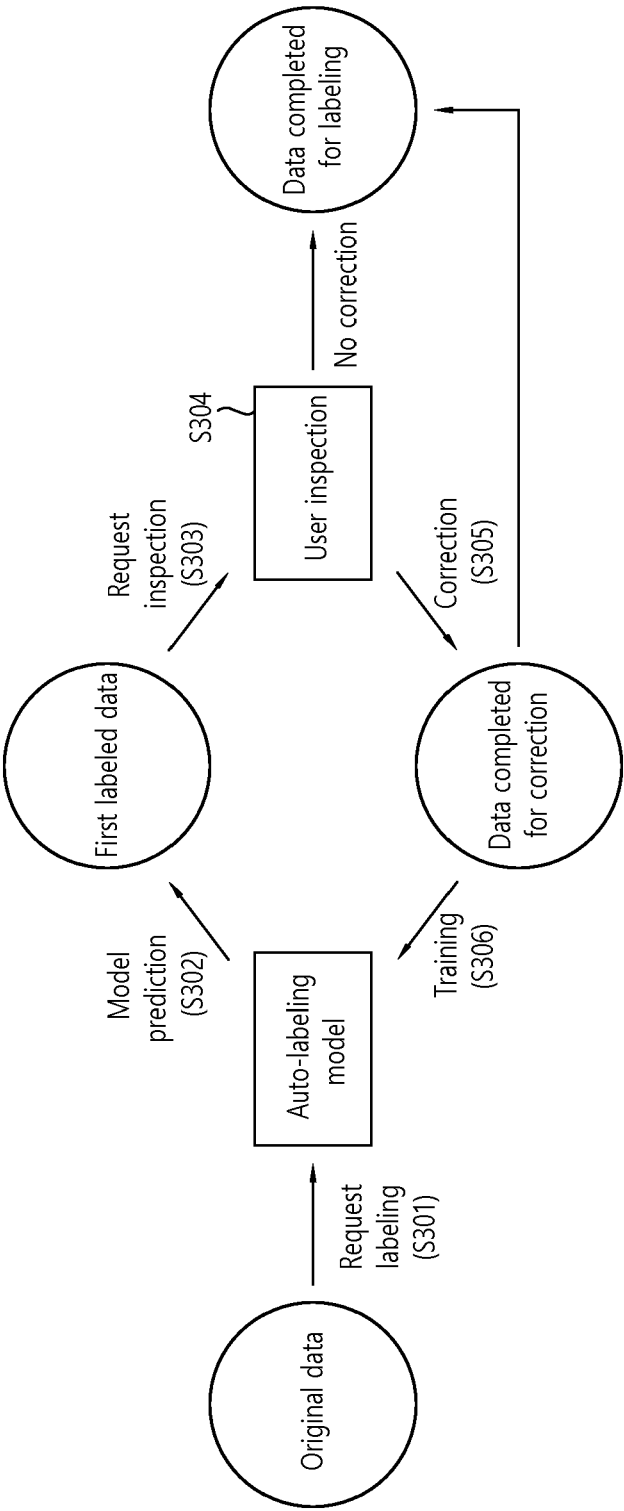 Original data
Request
labeling
(S301)
Auto-labeling
model
Model
prediction
(S302)
First labeled data
Request
inspection
(S303)
S304
User inspection
Correction
(S305)
Data completed
for correction
Training
(S306)
No correction
Data completed
for labeling